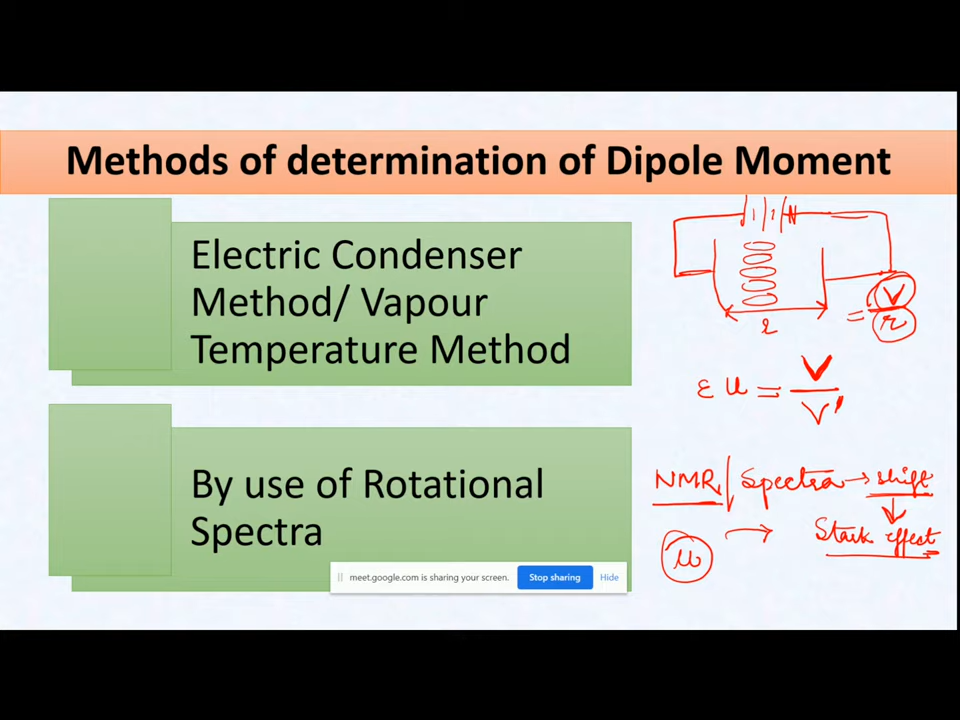 Methods of determination of Dipole Moment
Electric Condenser
Method/ Vapour
Temperature Method
= V/r
r
ε μ = V/V'
By use of Rotational
Spectra
NMR / Spectra → shift
↓
μ → Stark effect
meet.google.com is sharing your screen. Stop sharing Hide